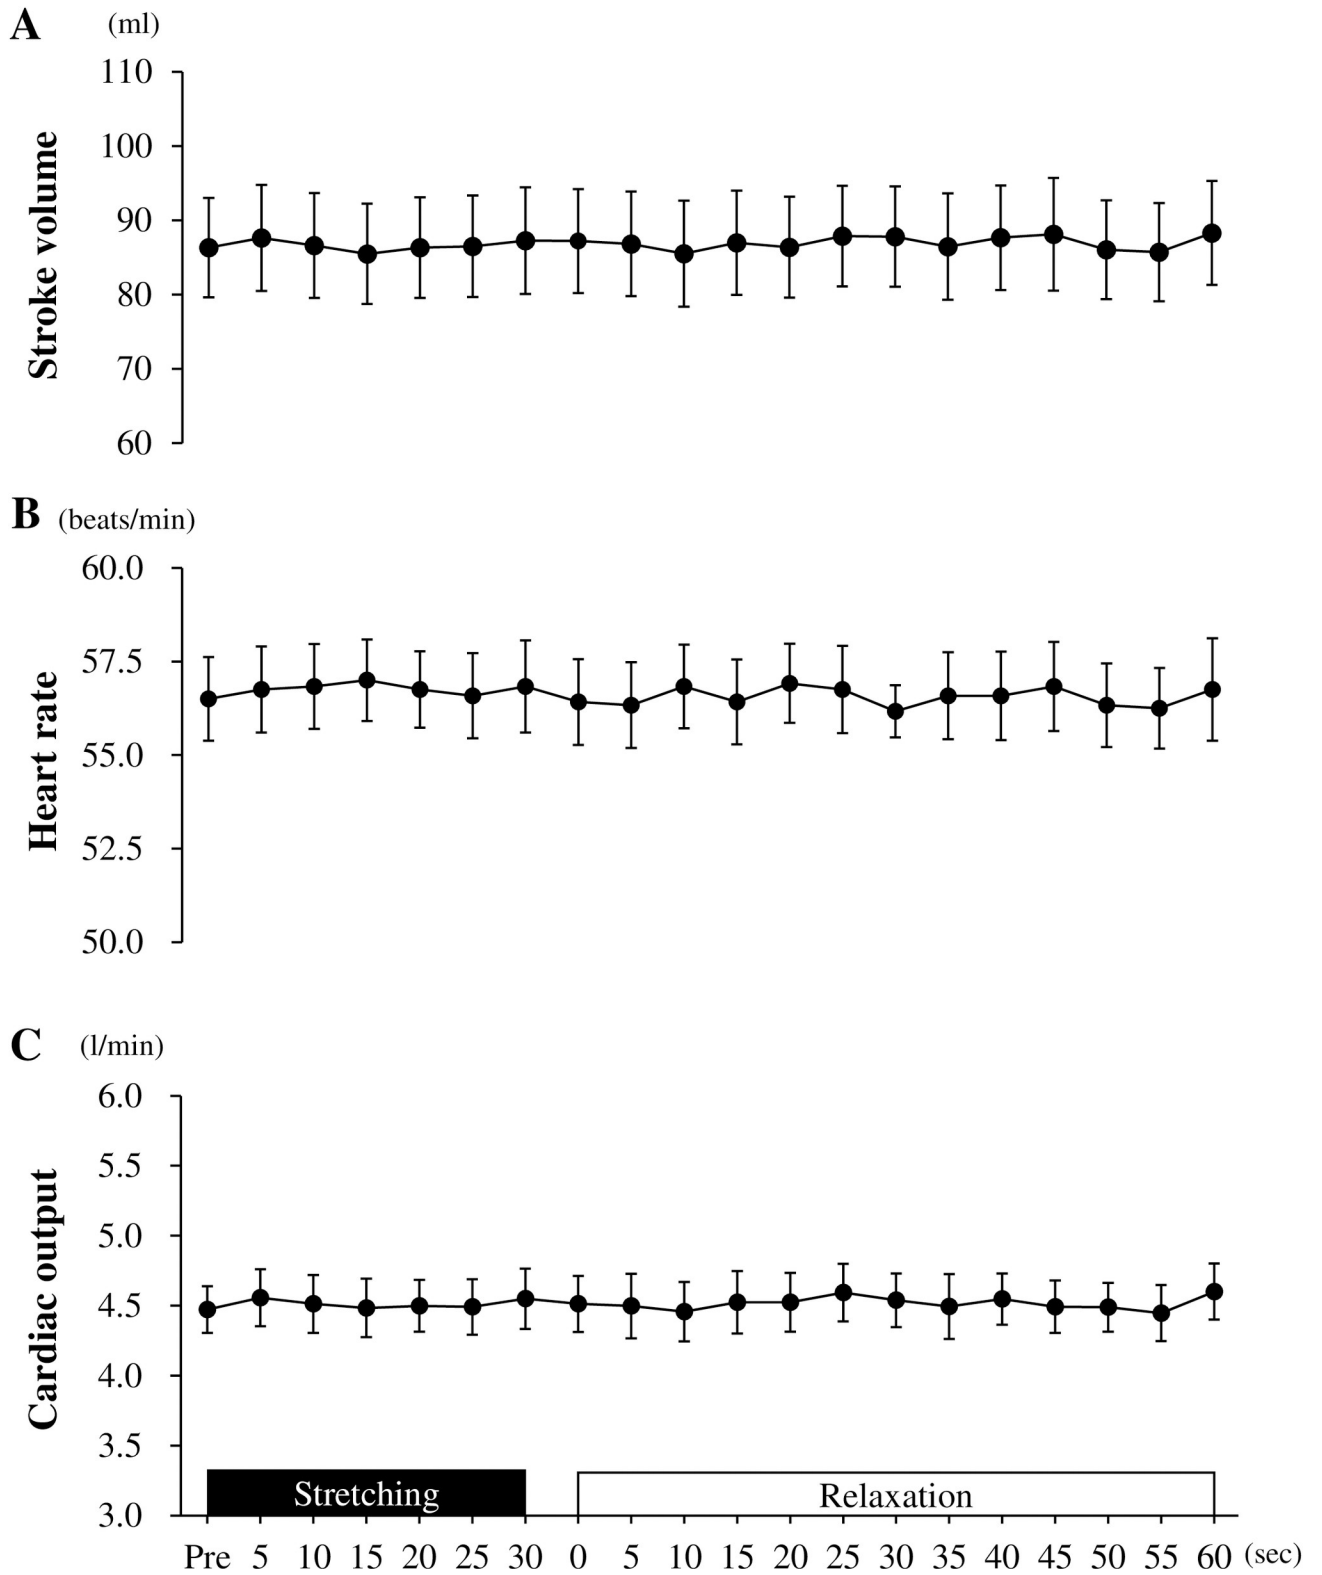 A (ml)
Stroke volume
110
100
90
80
70
60
B (beats/min)
Heart rate
60.0
57.5
55.0
52.5
50.0
C (l/min)
Cardiac output
6.0
5.5
5.0
4.5
4.0
3.5
3.0
Stretching Relaxation
Pre 5 10 15 20 25 30 0 5 10 15 20 25 30 35 40 45 50 55 60 (sec)